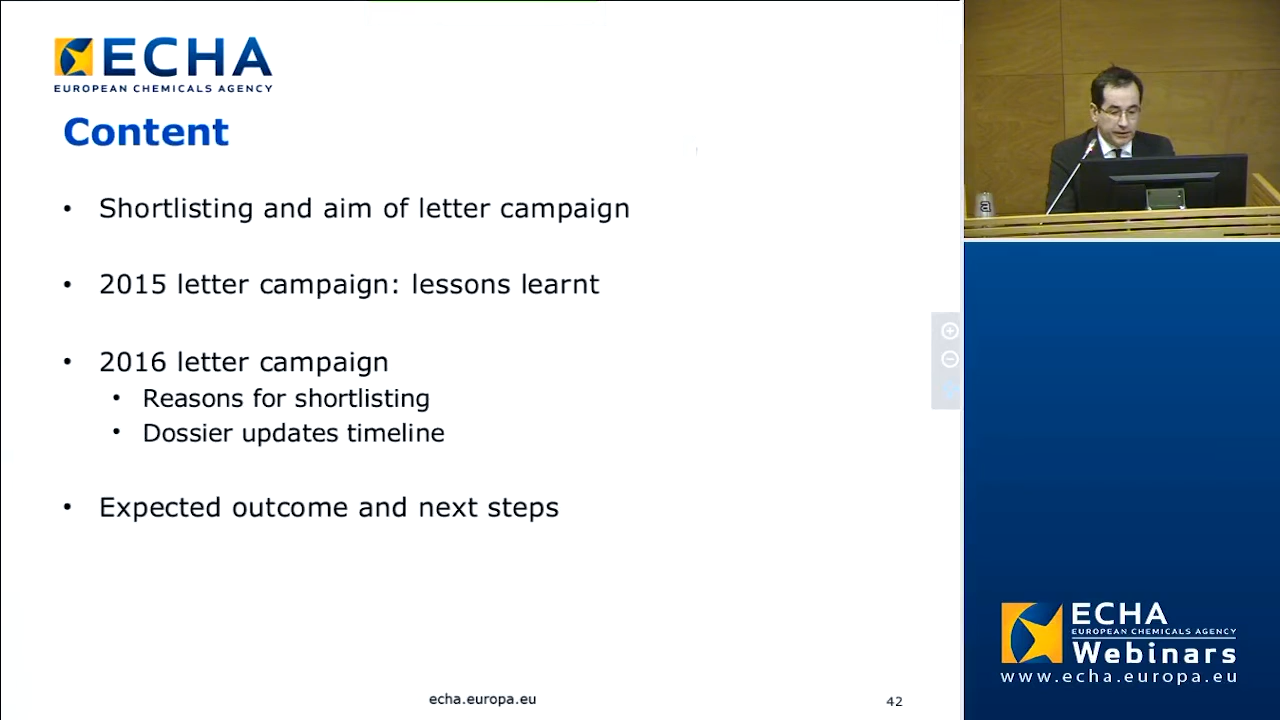 ECHA
EUROPEAN CHEMICALS AGENCY
Content
• Shortlisting and aim of letter campaign
• 2015 letter campaign: lessons learnt
• 2016 letter campaign
• Reasons for shortlisting
• Dossier updates timeline
• Expected outcome and next steps
echa.europa.eu
42
a
ECHA
EUROPEAN CHEMICALS AGENCY
Webinars
www.echa.europa.eu